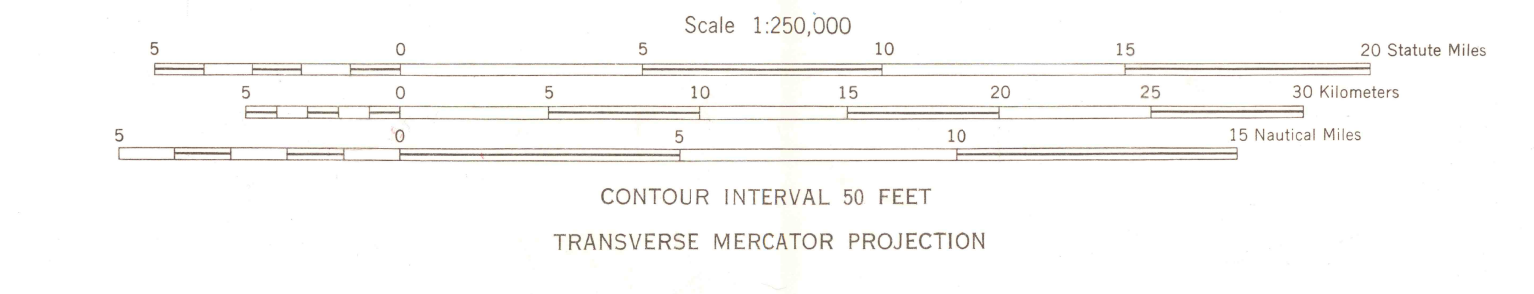 Scale 1:250,000
5 0 5 10 15 20 Statute Miles
5 0 5 10 15 20 25 30 Kilometers
5 0 5 10 15 Nautical Miles
CONTOUR INTERVAL 50 FEET
TRANSVERSE MERCATOR PROJECTION